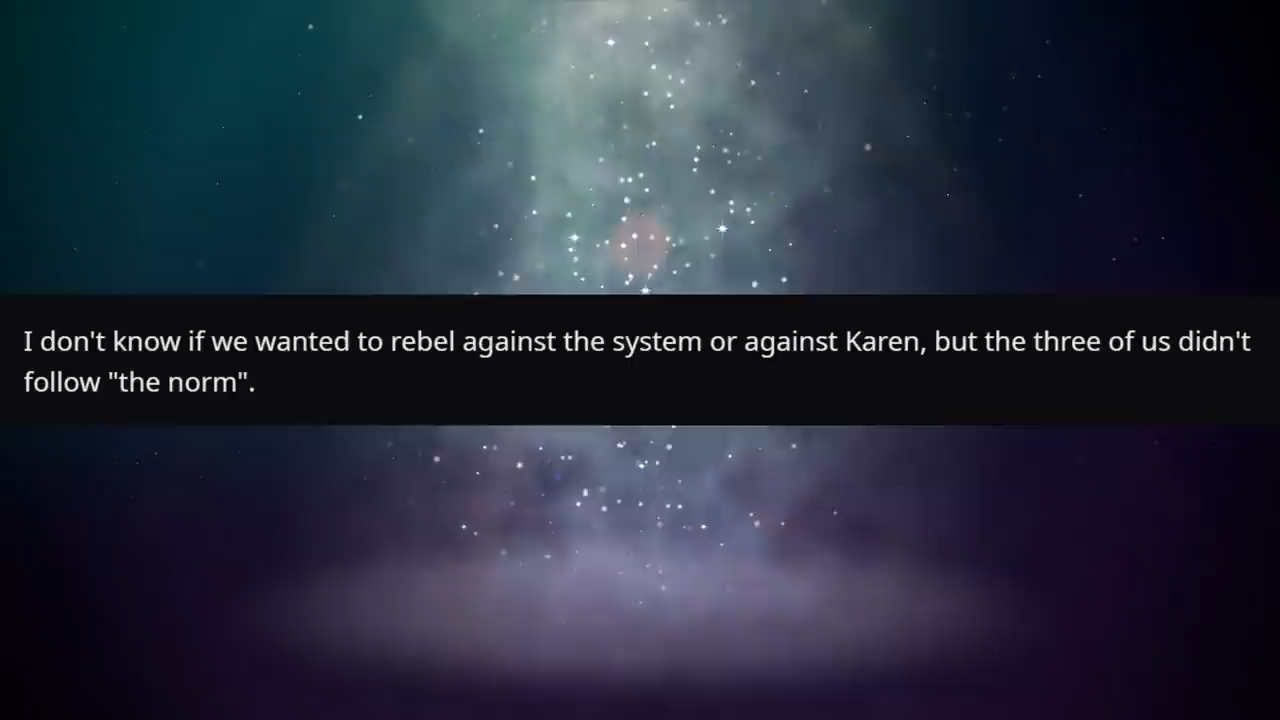 I don't know if we wanted to rebel against the system or against Karen, but the three of us didn't
follow "the norm".